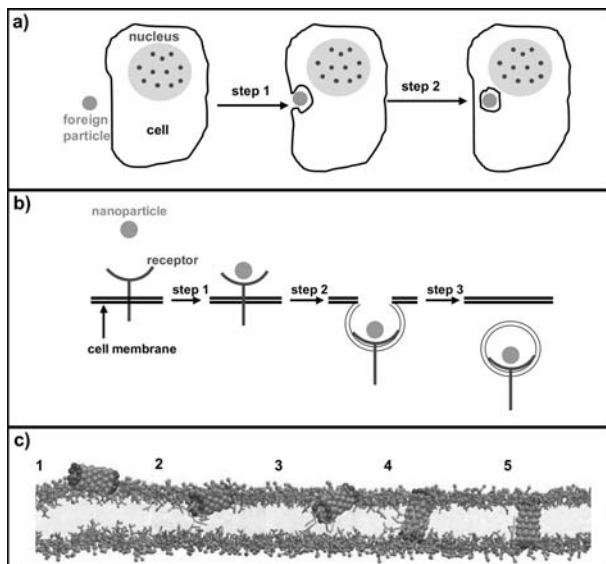 a)
nucleus
foreign
particle
cell
step 1
step 2
b)
nanoparticle
receptor
step 1
step 2
step 3
cell membrane
c)
1 2 3 4 5